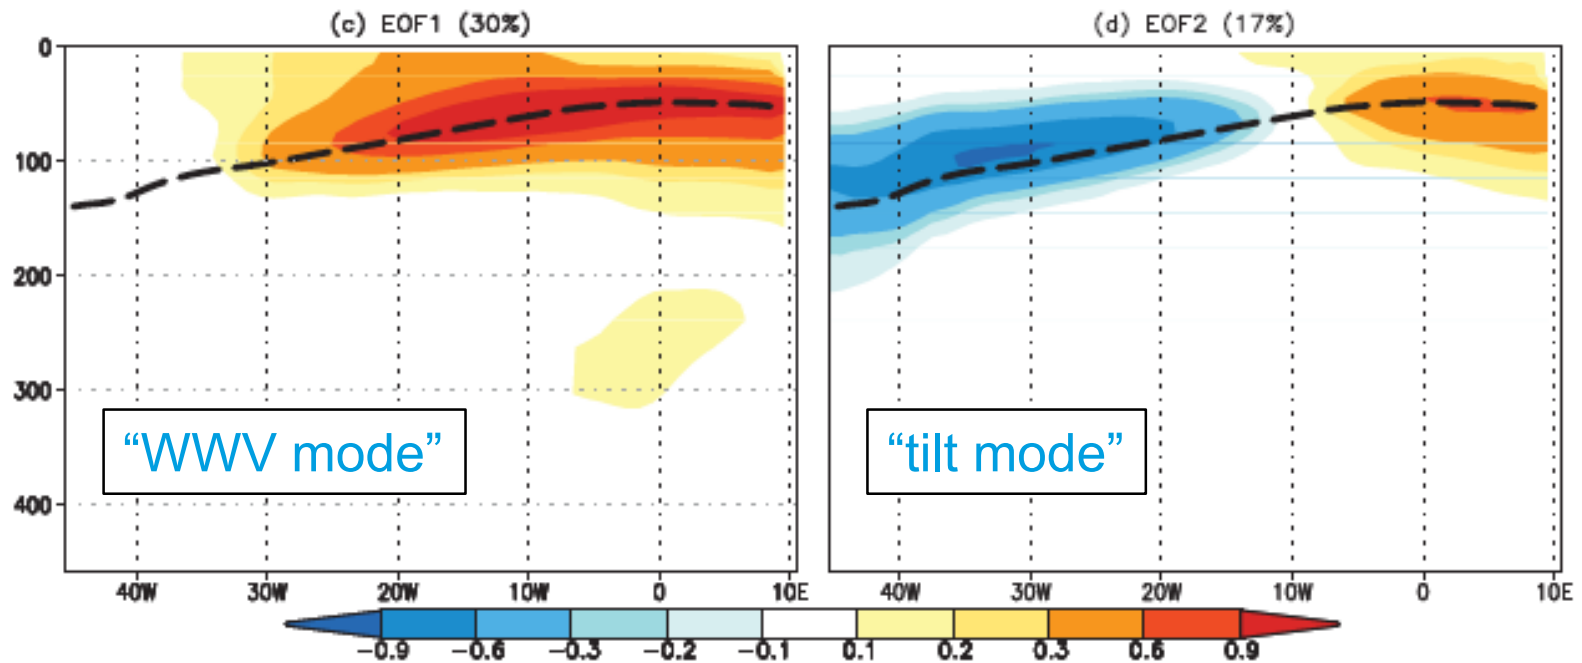 (c) EOF1 (30%)
(d) EOF2 (17%)
0
100
200
300
400
“WWV mode”
“tilt mode”
40W 30W 20W 10W 0 10E
40W 30W 20W 10W 0 10E
−0.9 −0.6 −0.3 −0.2 −0.1 0.1 0.2 0.3 0.6 0.9